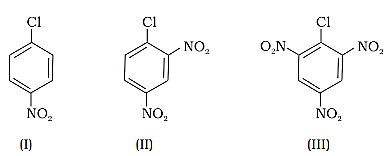 Cl
NO₂
(I)
Cl
NO₂
NO₂
(II)
Cl
O₂N
NO₂
NO₂
(III)